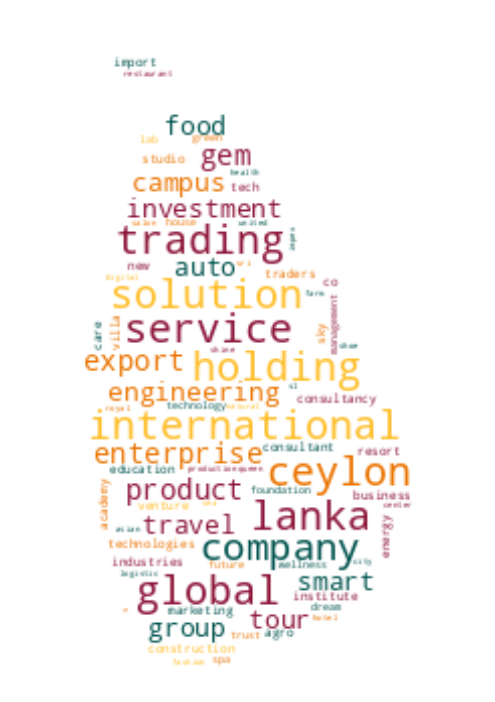 import
restaurant
food
lab green
studio gem
health
campus tech
investment
salon house united
trading
new auto
digital traders
solution co
farm
care villa service sky management
shoe
export holding
engineering
consultancy
royal technology natural
international
enterprise consultant
resort
education production queen
ceylon
academy product foundation business
venture center
asian travel lanka energy
technologies company
industries future wellness city
logistic smart
global institute
marketing dream
group tour hotel
trust agro
construction
fashion spa